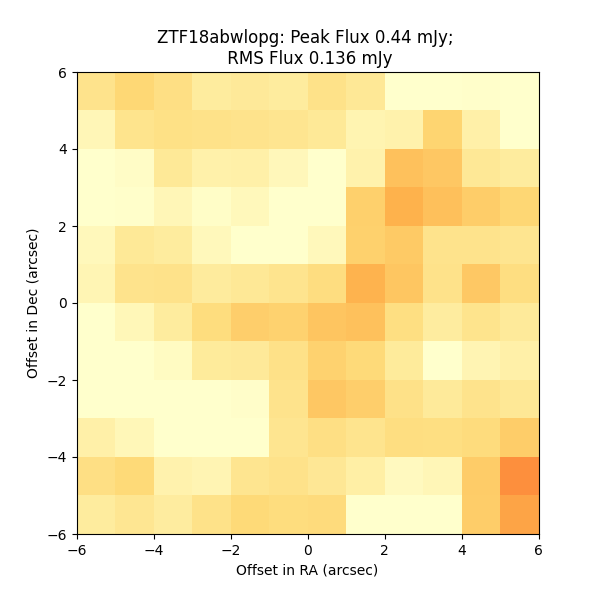 ZTF18abwlopg: Peak Flux 0.44 mJy;
RMS Flux 0.136 mJy
6
4
2
0
−2
−4
−6
Offset in Dec (arcsec)
−6 −4 −2 0 2 4 6
Offset in RA (arcsec)